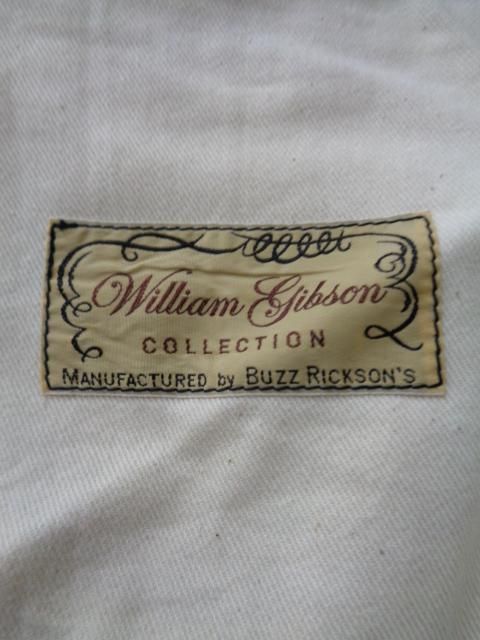 William Gibson
COLLECTION
MANUFACTURED by BUZZ RICKSON'S